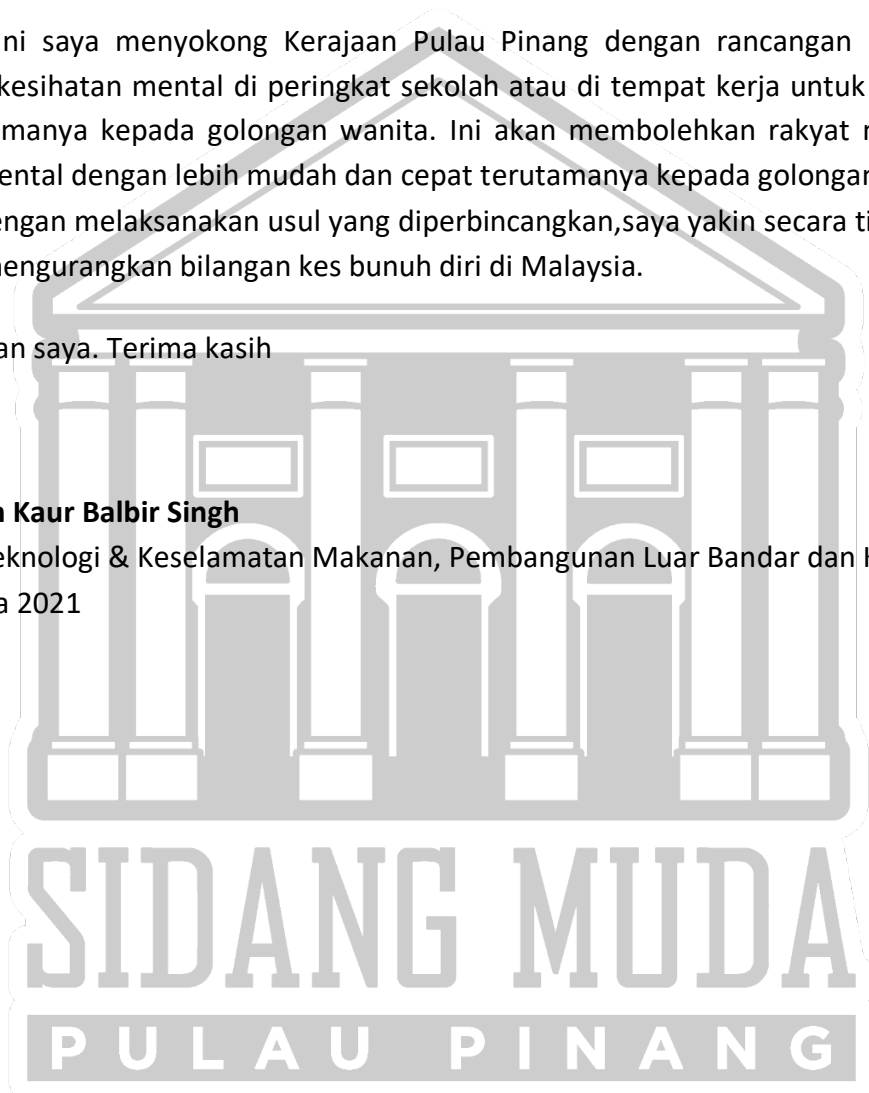 ni saya menyokong Kerajaan Pulau Pinang dengan rancangan
kesihatan mental di peringkat sekolah atau di tempat kerja untuk
manya kepada golongan wanita. Ini akan membolehkan rakyat
ental dengan lebih mudah dan cepat terutamanya kepada golongan
engan melaksanakan usul yang diperbincangkan,saya yakin secara
mengurangkan bilangan kes bunuh diri di Malaysia.
an saya. Terima kasih
Kaur Balbir Singh
eknologi & Keselamatan Makanan, Pembangunan Luar Bandar dan
a 2021
SIDANG MUDA
PULAU PINANG